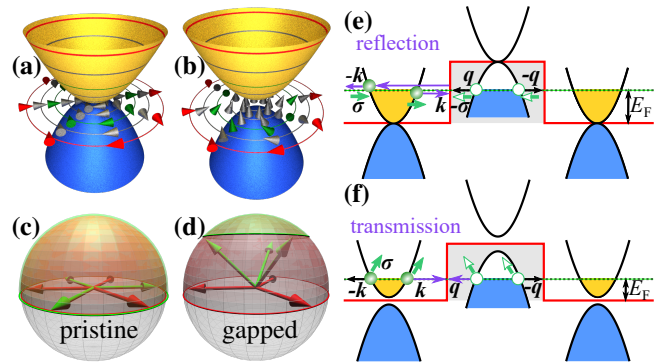 (a)
(b)
(c)
pristine
(d)
gapped
(e)
reflection
-k
q
-q
σ
k
-σ
E_F
(f)
transmission
σ
-k
k
q
-q
E_F